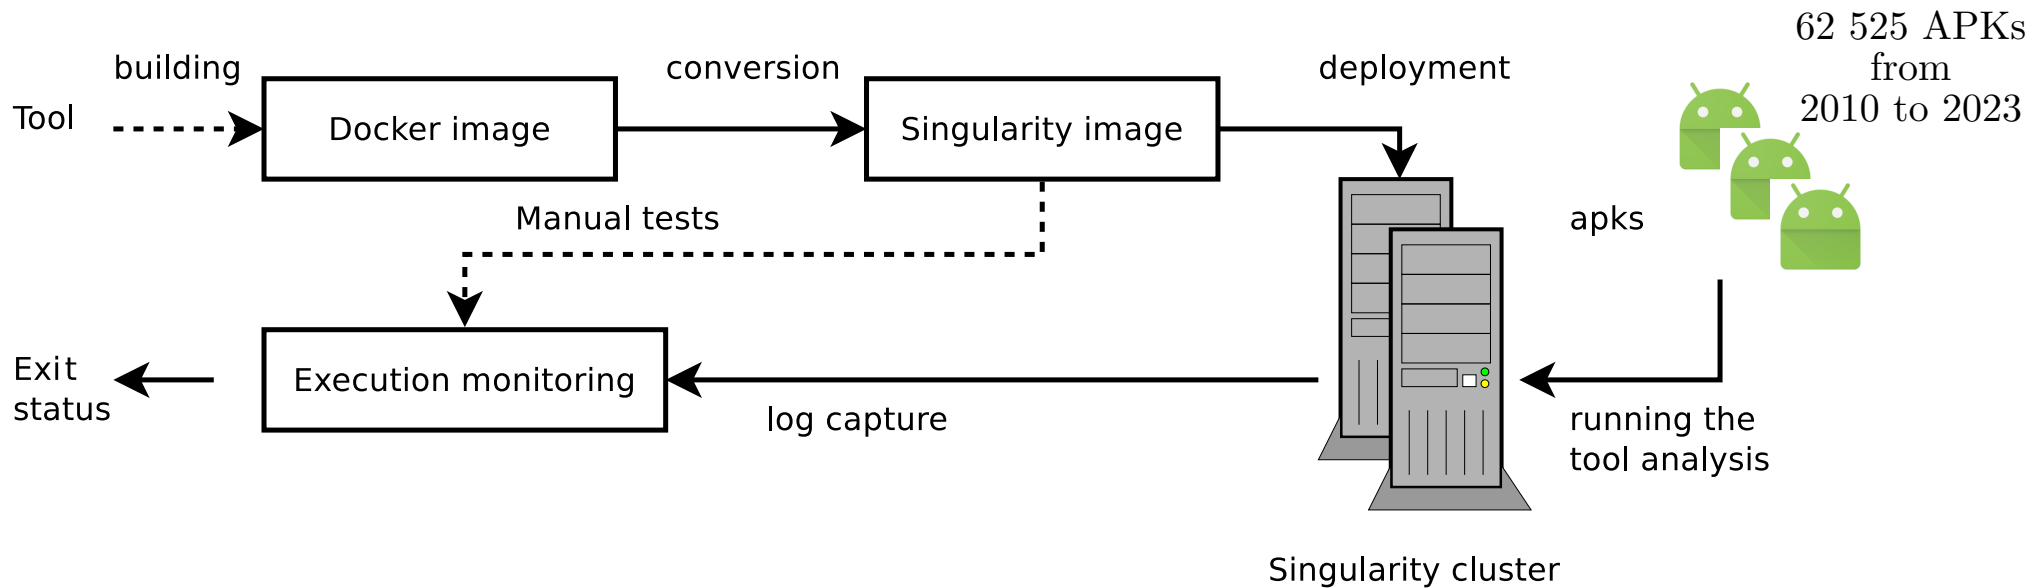 62 525 APKs
from
2010 to 2023
building
conversion
deployment
Tool
Docker image
Singularity image
Manual tests
apks
Exit
status
Execution monitoring
log capture
running the
tool analysis
Singularity cluster